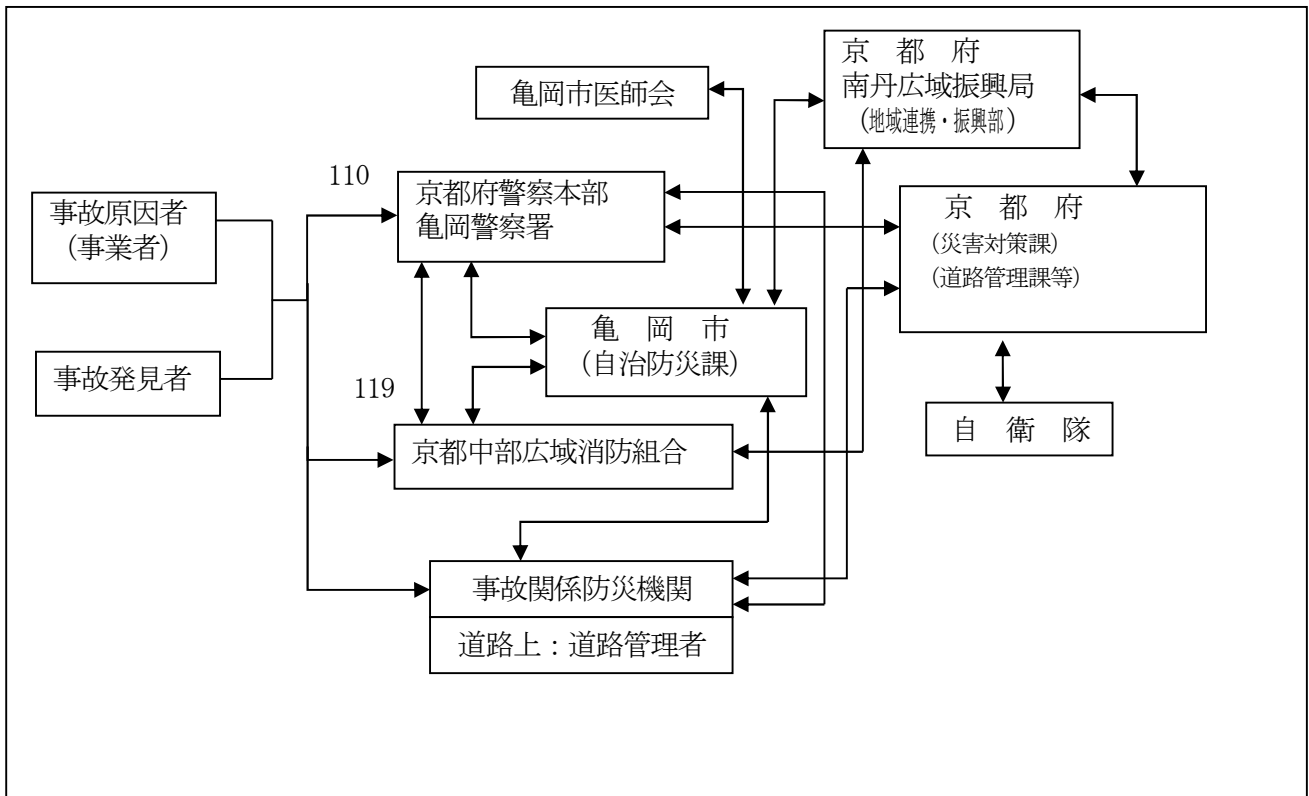 京　都　府
南丹広域振興局
（地域連携・振興部）
亀岡市医師会
110
京都府警察本部
亀岡警察署
事故原因者
（事業者）
京　都　府
（災害対策課）
（道路管理課等）
亀　岡　市
（自治防災課）
事故発見者
119
自　衛　隊
京都中部広域消防組合
事故関係防災機関
道路上：道路管理者